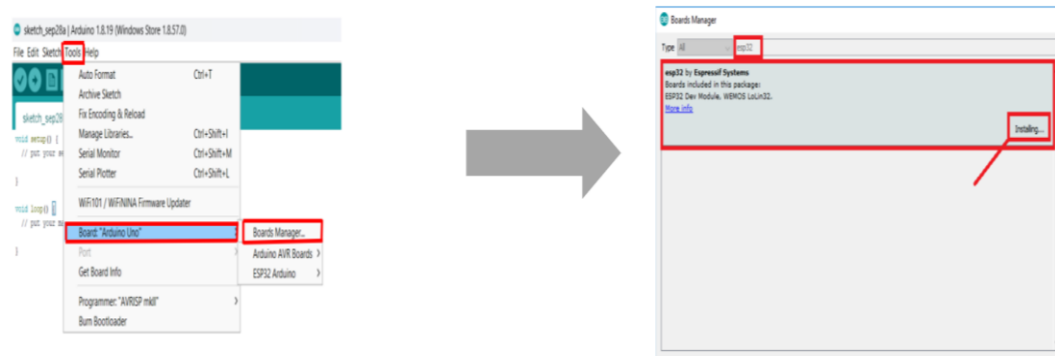 sketch_sep28a | Arduino 1.8.19 (Windows Store 1.8.57.0)
File Edit Sketch Tools Help
Auto Format Ctrl+T
Archive Sketch
Fix Encoding & Reload
Manage Libraries... Ctrl+Shift+I
Serial Monitor Ctrl+Shift+M
Serial Plotter Ctrl+Shift+L
WiFi101 / WiFiNINA Firmware Updater
Board: "Arduino Uno"
Port
Get Board Info
Programmer: "AVRISP mkII"
Burn Bootloader
Boards Manager...
Arduino AVR Boards >
ESP32 Arduino >
sketch_sep28
void setup() {
// put your
}
void loop() {
// put your
}
Boards Manager
Type All esp32
esp32 by Espressif Systems
Boards included in this package:
ESP32 Dev Module, WEMOS LoLin32.
More info
Installing...